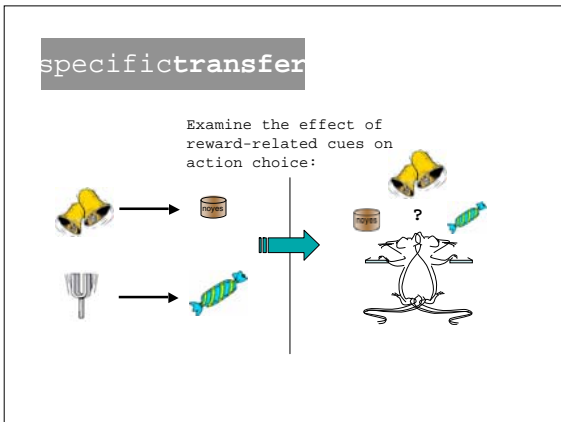 specifictransfer
Examine the effect of
reward-related cues on
action choice:
noyes
noyes
?